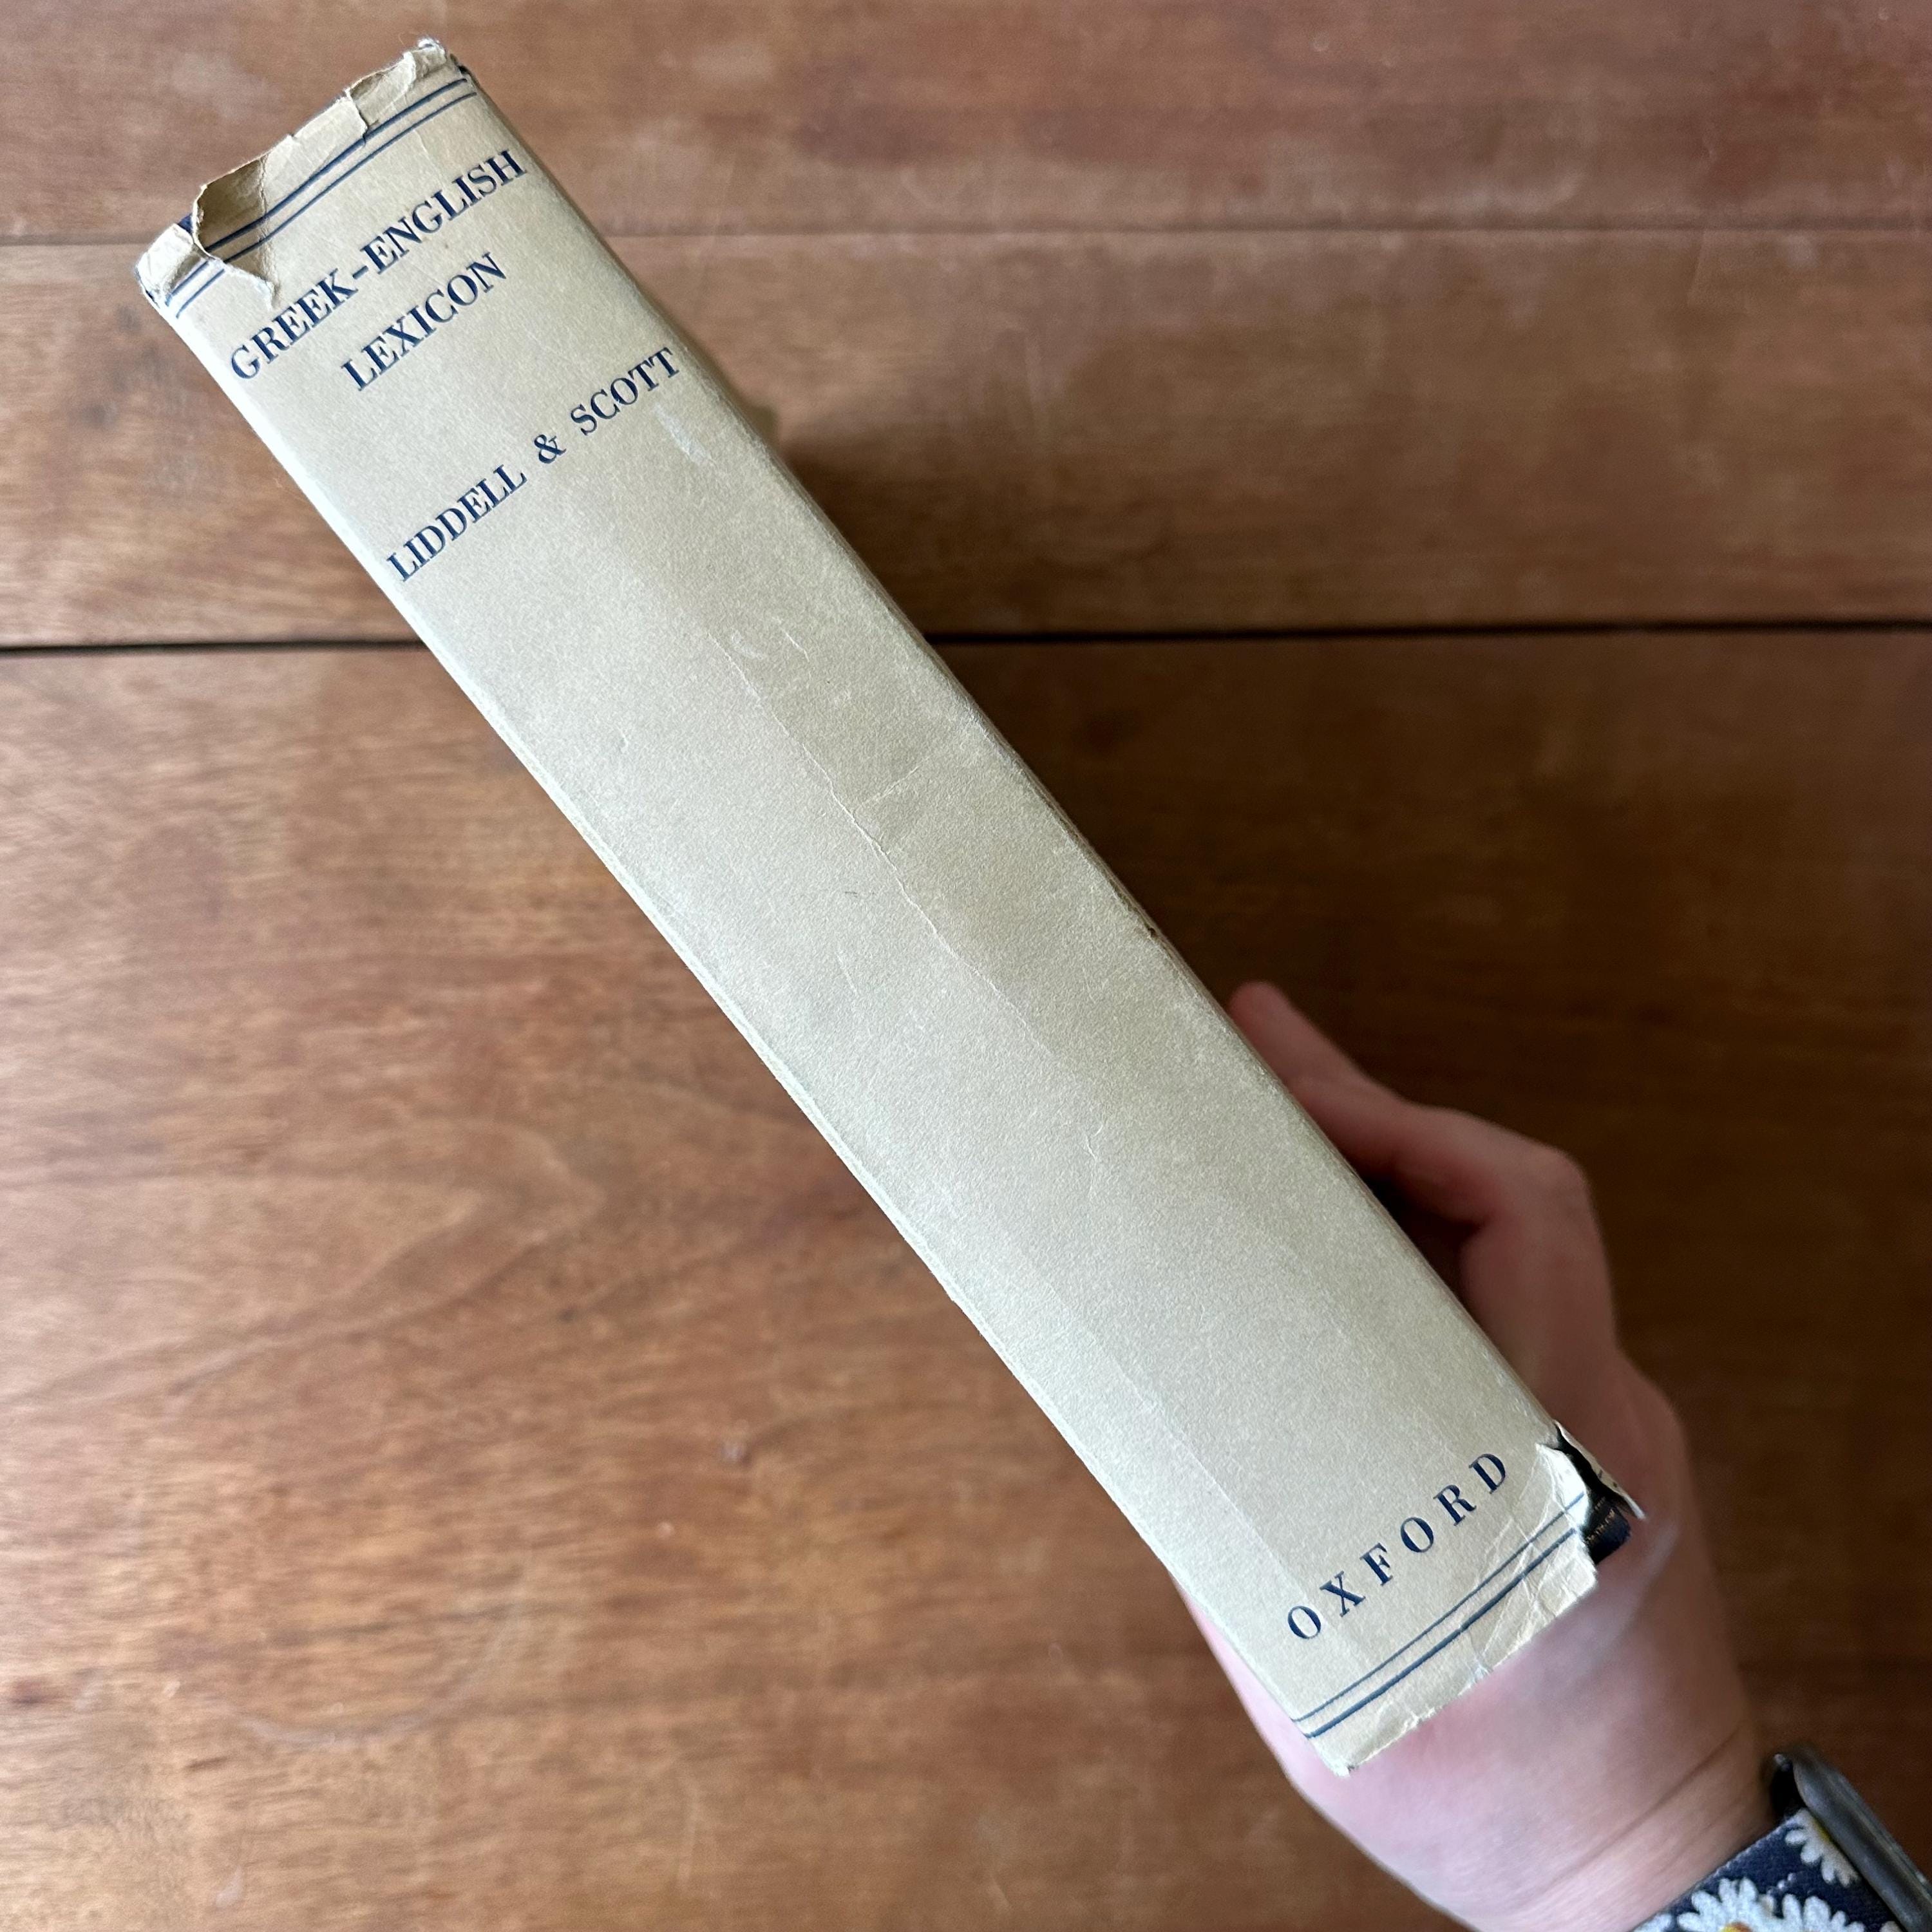 GREEK-ENGLISH
LEXICON
LIDDELL & SCOTT
OXFORD